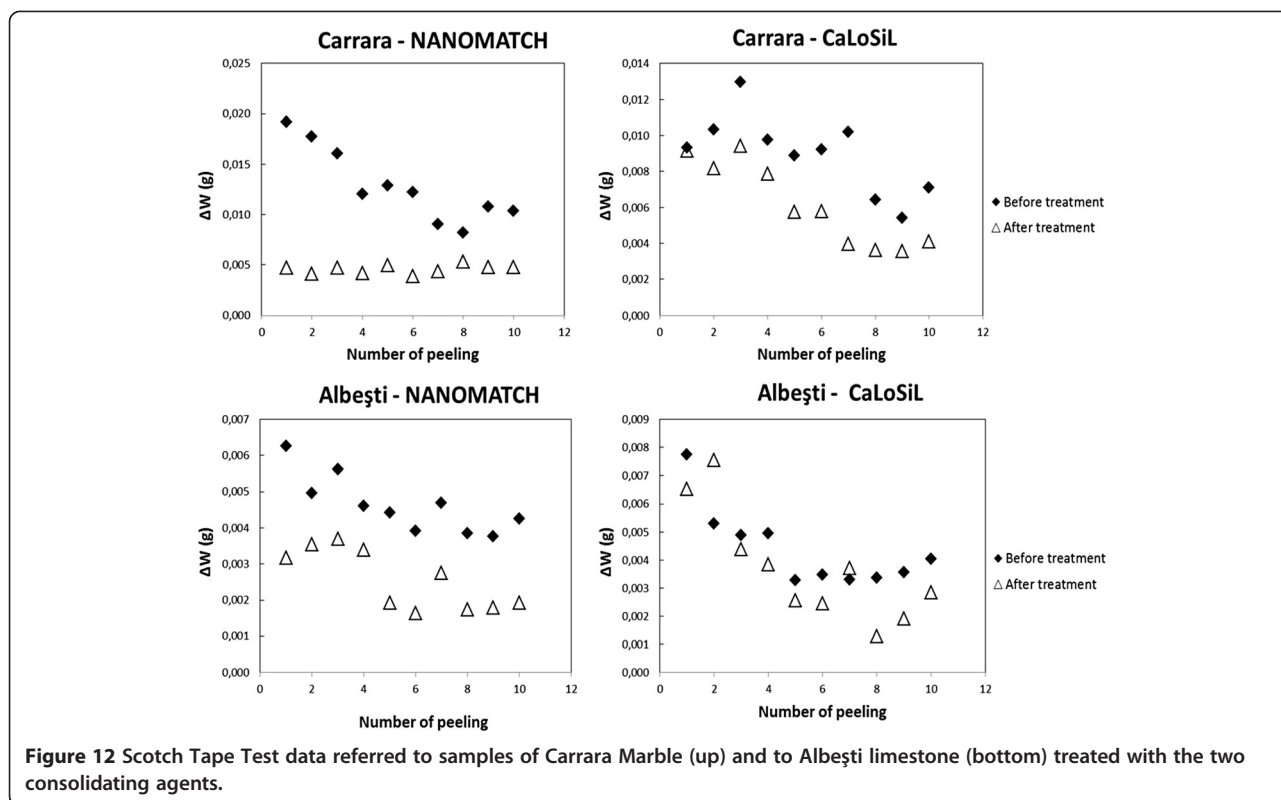 Carrara - NANOMATCH
0,025
0,020
0,015
0,010
0,005
0,000
ΔW (g)
0 2 4 6 8 10 12
Number of peeling
Carrara - CaLoSiL
0,014
0,012
0,010
0,008
0,006
0,004
0,002
0,000
ΔW (g)
0 2 4 6 8 10 12
Number of peeling
Before treatment
After treatment
Albeşti - NANOMATCH
0,007
0,006
0,005
0,004
0,003
0,002
0,001
0,000
ΔW (g)
0 2 4 6 8 10 12
Number of peeling
Albeşti - CaLoSiL
0,009
0,008
0,007
0,006
0,005
0,004
0,003
0,002
0,001
0,000
ΔW (g)
0 2 4 6 8 10 12
Number of peeling
Before treatment
After treatment
Figure 12 Scotch Tape Test data referred to samples of Carrara Marble (up) and to Albeşti limestone (bottom) treated with the two
consolidating agents.